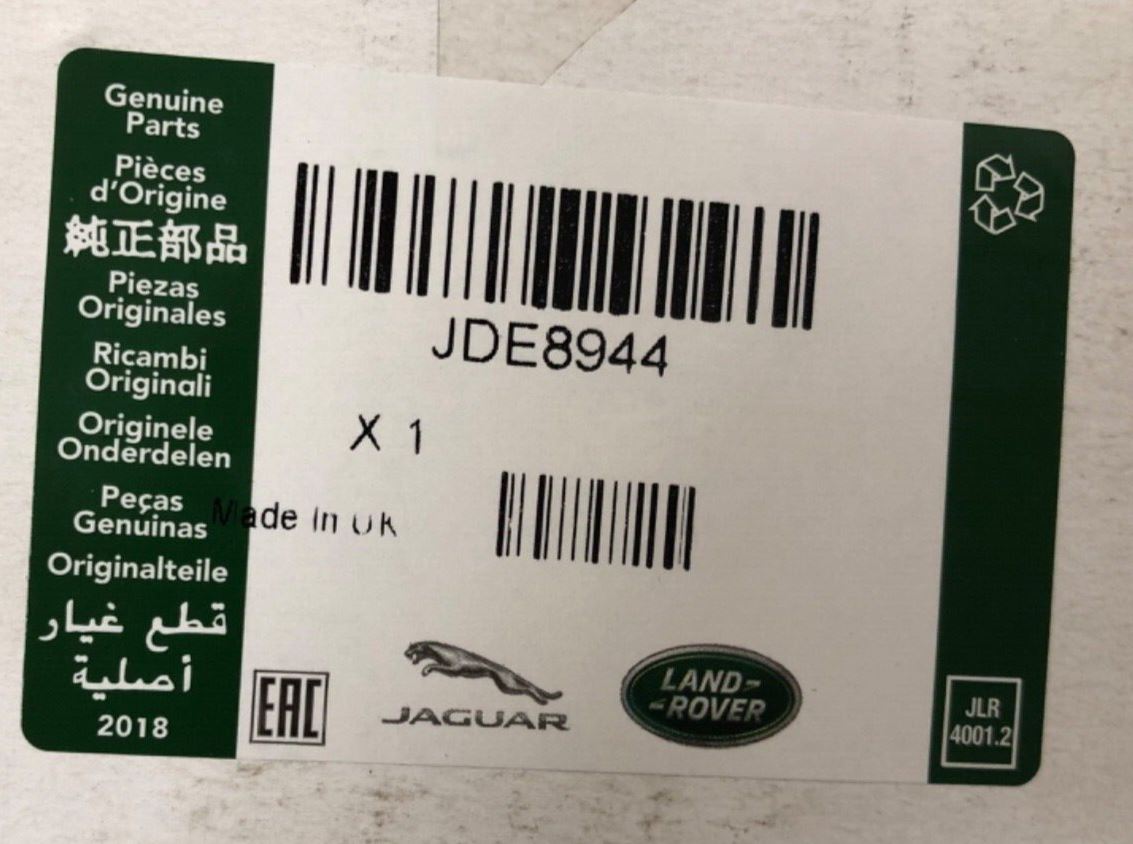 Genuine
Parts
Pièces
d'Origine
純正部品
Piezas
Originales
Ricambi
Originali
Originele
Onderdelen
Peças
Genuinas
Originalteile
قطع غيار
أصلية
2018
JDE8944
X 1
Made In UK
EAC
JAGUAR
LAND-
-ROVER
JLR
4001.2